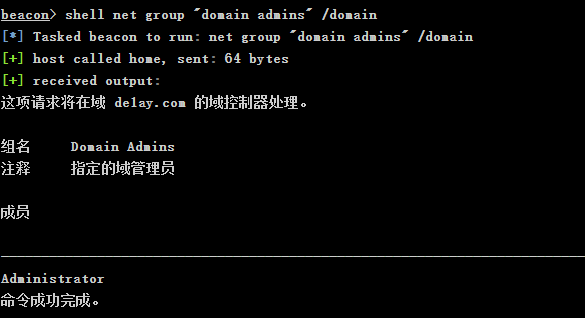 beacon> shell net group "domain admins" /domain
[*] Tasked beacon to run: net group "domain admins" /domain
[+] host called home, sent: 64 bytes
[+] received output:
这项请求将在域 delay.com 的域控制器处理。
组名 Domain Admins
注释 指定的域管理员
成员
Administrator
命令成功完成。